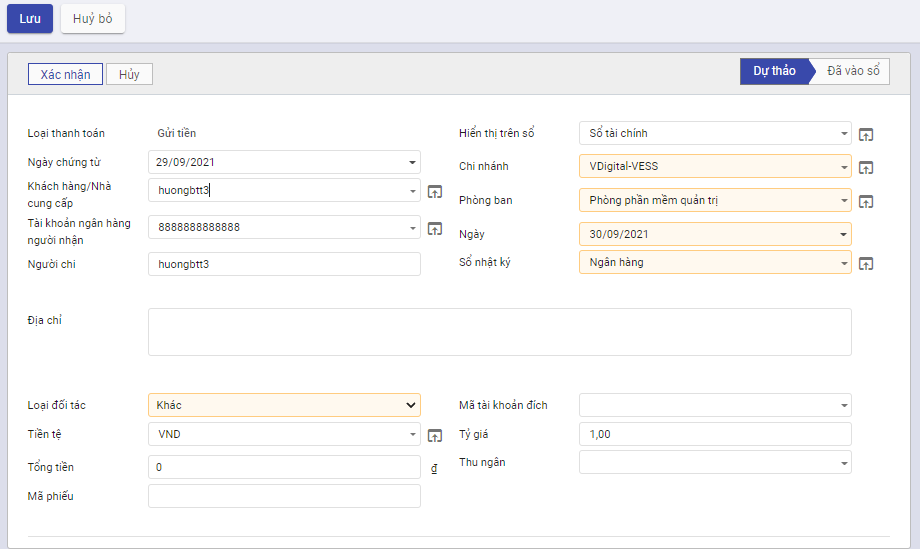 Lưu Huỷ bỏ
Xác nhận Hủy Dự thảo Đã vào sổ
Loại thanh toán Gửi tiền
Ngày chứng từ 29/09/2021
Khách hàng/Nhà
cung cấp huongbtt3
Tài khoản ngân hàng
người nhận 8888888888888
Người chi huongbtt3
Hiển thị trên sổ Sổ tài chính
Chi nhánh VDigital-VESS
Phòng ban Phòng phần mềm quản trị
Ngày 30/09/2021
Sổ nhật ký Ngân hàng
Địa chỉ
Loại đối tác Khác
Tiền tệ VND
Tổng tiền 0 ₫
Mã phiếu
Mã tài khoản đích
Tỷ giá 1,00
Thu ngân